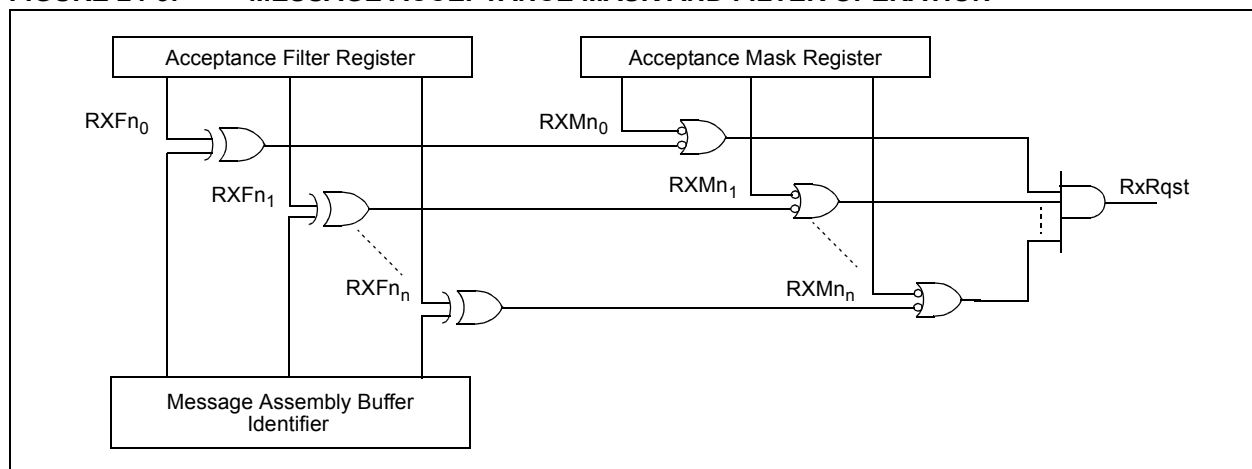 Acceptance Filter Register
Acceptance Mask Register
RXFn0
RXMn0
RXFn1
RXMn1
RxRqst
RXFnn
RXMnn
Message Assembly Buffer
Identifier